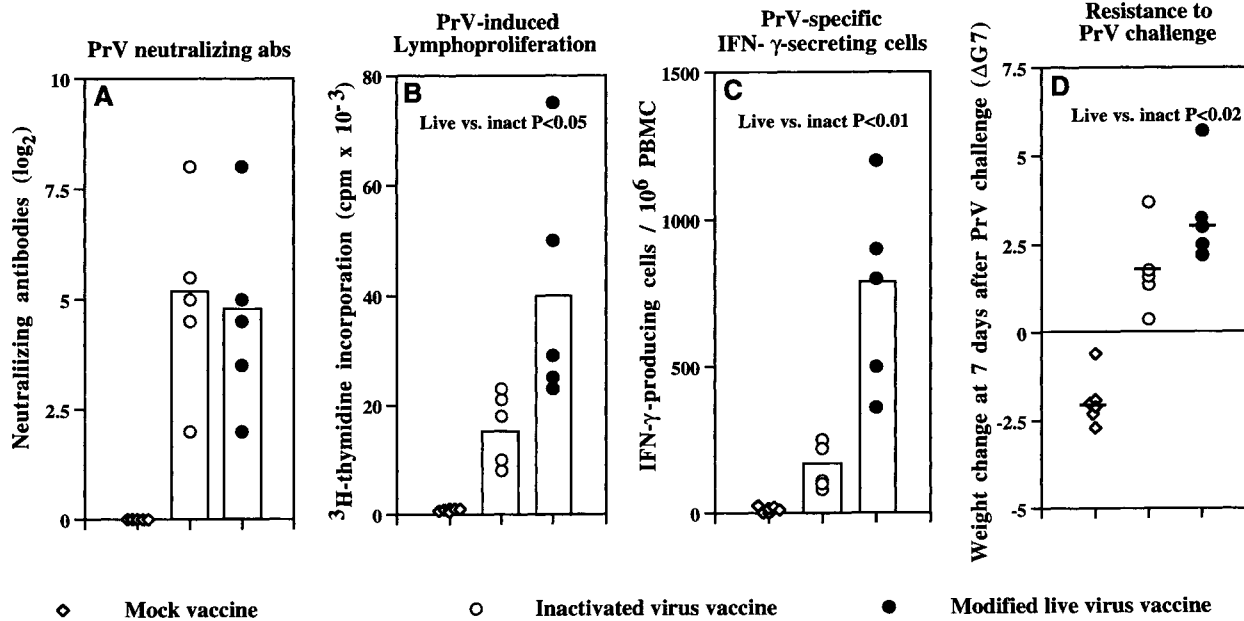 PrV neutralizing abs
A
Neutraliizing antibodies (log2)
10
7.5
5
2.5
0
PrV-induced
Lymphoproliferation
B
Live vs. inact P<0.05
3H-thymidine incorporation (cpm x 10-3)
80
60
40
20
0
PrV-specific
IFN- γ-secreting cells
C
Live vs. inact P<0.01
IFN-γ-producing cells / 106 PBMC
1500
1000
500
0
Resistance to
PrV challenge
D
Live vs. inact P<0.02
Weight change at 7 days after PrV challenge (ΔG7)
7.5
5
2.5
0
-2.5
-5
Mock vaccine
Inactivated virus vaccine
Modified live virus vaccine